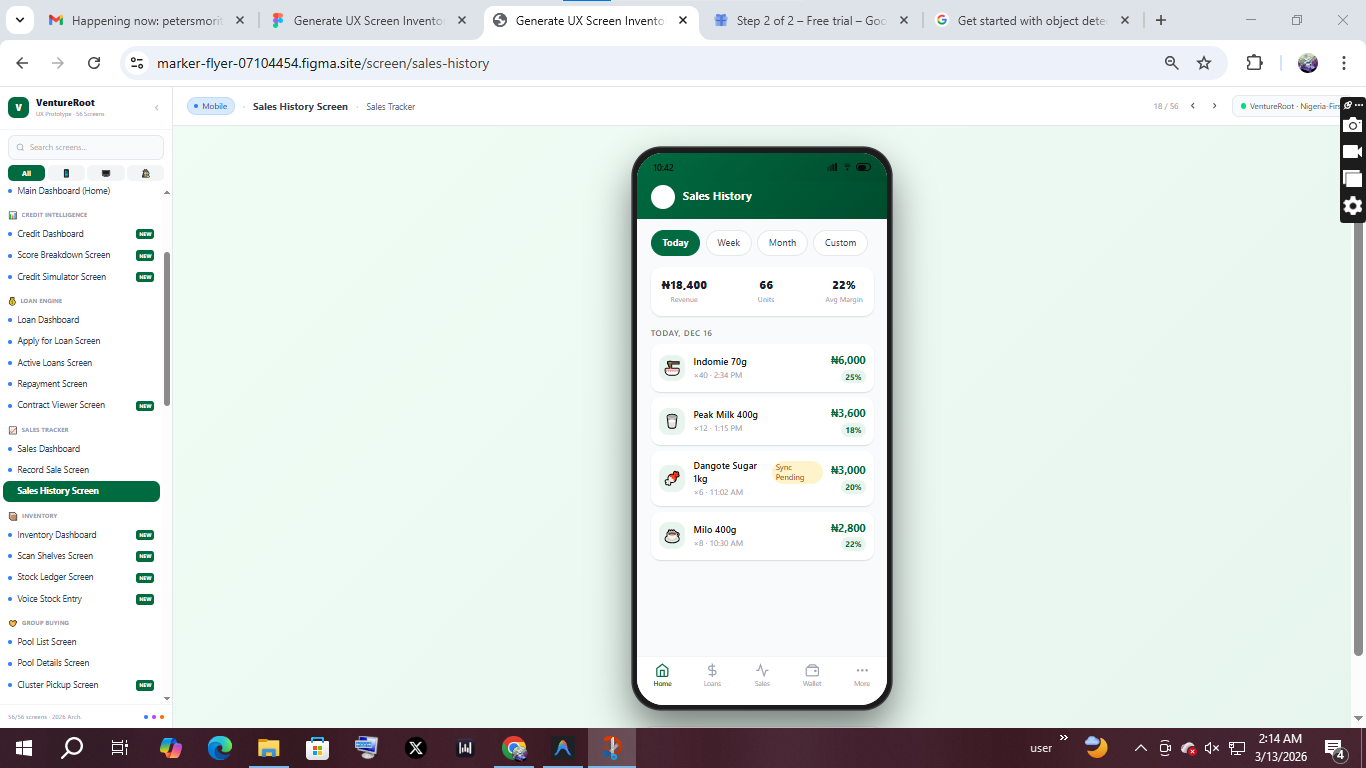 Happening now: petersmorit
Generate UX Screen Invento
Generate UX Screen Invento
Step 2 of 2 – Free trial – Goo
Get started with object dete
marker-flyer-07104454.figma.site/screen/sales-history
V
VentureRoot
UX Prototype · 56 Screens
Search screens...
All
Main Dashboard (Home)
CREDIT INTELLIGENCE
Credit Dashboard NEW
Score Breakdown Screen NEW
Credit Simulator Screen NEW
LOAN ENGINE
Loan Dashboard
Apply for Loan Screen
Active Loans Screen
Repayment Screen
Contract Viewer Screen NEW
SALES TRACKER
Sales Dashboard
Record Sale Screen
Sales History Screen
INVENTORY
Inventory Dashboard NEW
Scan Shelves Screen NEW
Stock Ledger Screen NEW
Voice Stock Entry NEW
GROUP BUYING
Pool List Screen
Pool Details Screen
Cluster Pickup Screen NEW
56/56 screens · 2026 Arch.
Mobile · Sales History Screen · Sales Tracker
18 / 56
VentureRoot · Nigeria-Firs
10:42
Sales History
Today Week Month Custom
₦18,400 66 22%
Revenue Units Avg Margin
TODAY, DEC 16
Indomie 70g
×40 · 2:34 PM
₦6,000
25%
Peak Milk 400g
×12 · 1:15 PM
₦3,600
18%
Dangote Sugar
1kg
×6 · 11:02 AM
Sync
Pending
₦3,000
20%
Milo 400g
×8 · 10:30 AM
₦2,800
22%
Home Loans Sales Wallet More
user
2:14 AM
3/13/2026
4